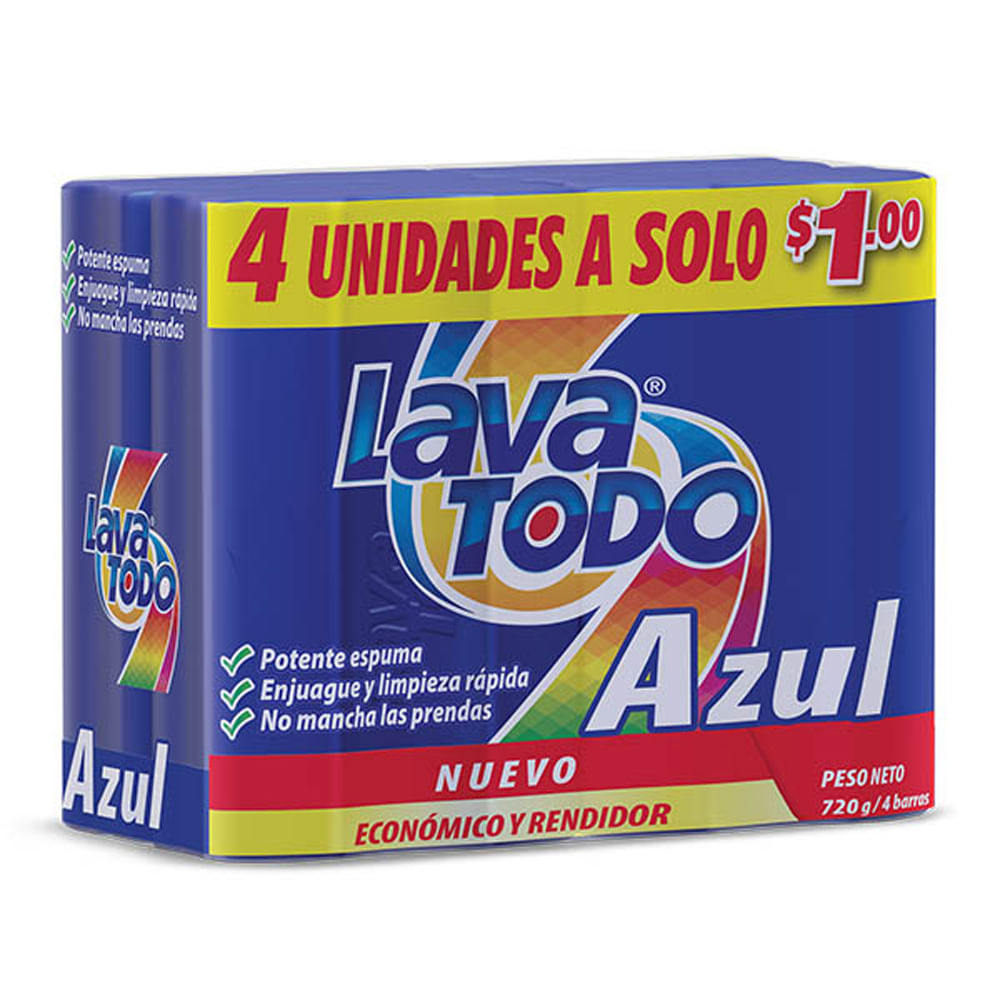 4 UNIDADES A SOLO $1.00
Lava®
TODO
Azul
Potente espuma
Enjuague y limpieza rápida
No mancha las prendas
NUEVO
ECONÓMICO Y RENDIDOR
PESO NETO
720 g / 4 barras
Potente espuma
Enjuague y limpieza rápida
No mancha las prendas
Lava
TODO
Azul